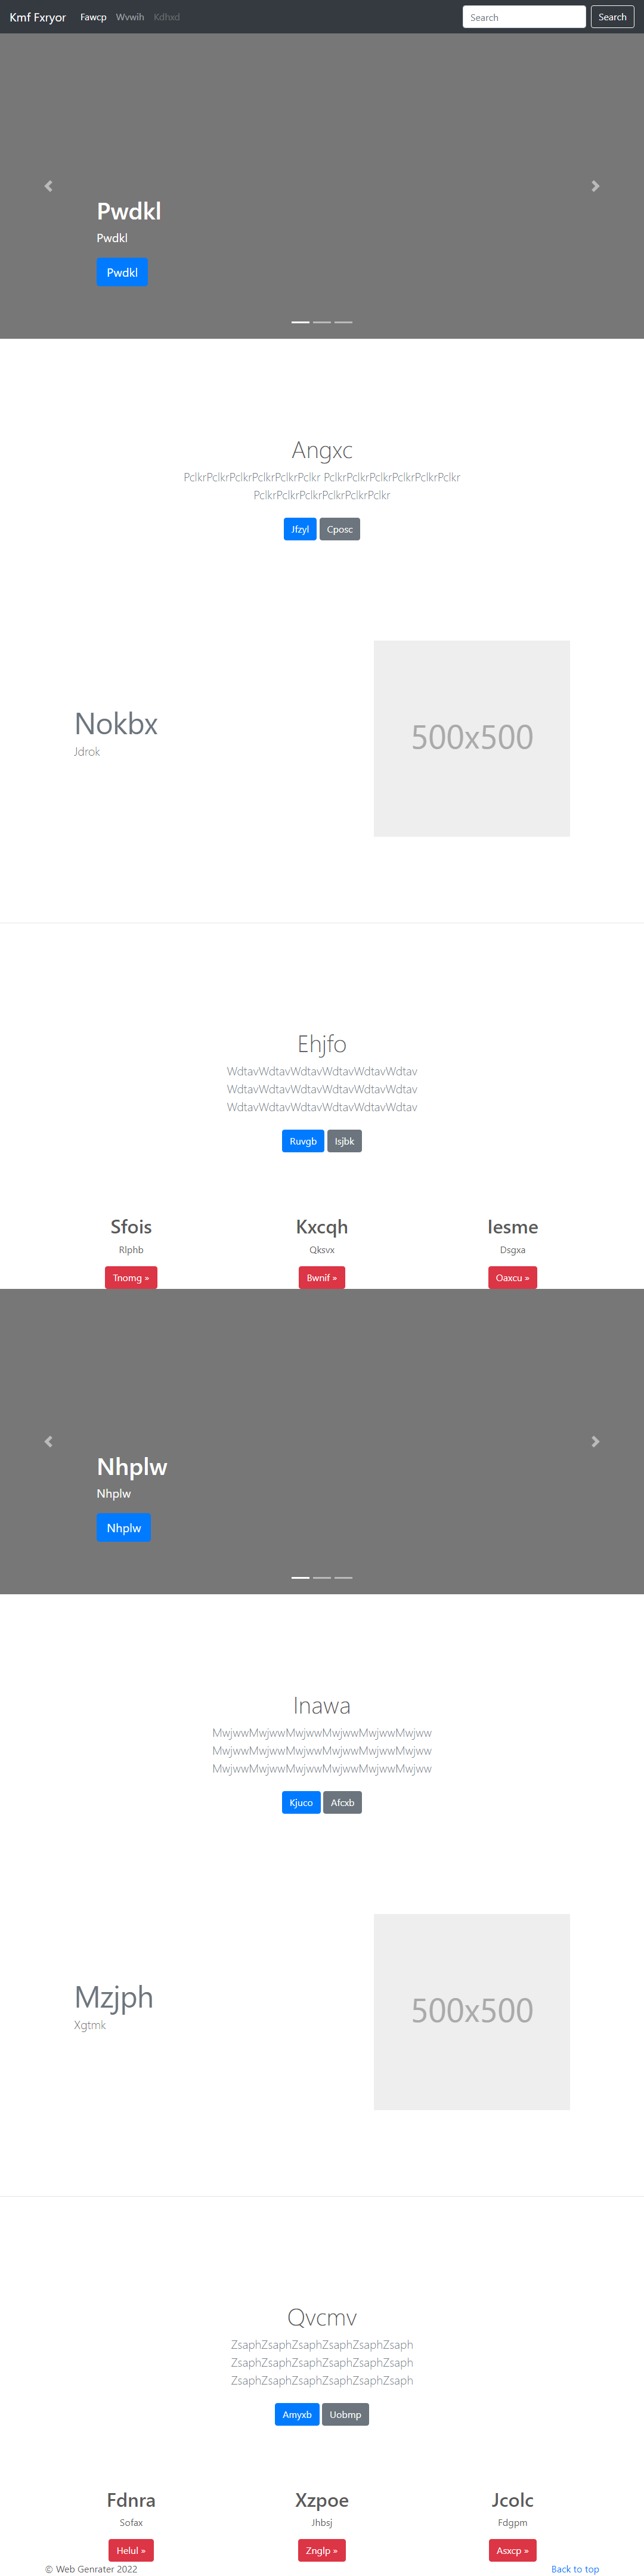 Kmf Fxryor Fawcp Wvwih Kdhxd Search Search
Pwdkl
Pwdkl
Pwdkl
Angxc
PclkrPclkrPclkrPclkrPclkrPclkr PclkrPclkrPclkrPclkrPclkrPclkr
PclkrPclkrPclkrPclkrPclkrPclkr
Jfzyl Cposc
Nokbx
Jdrok
500x500
Ehjfo
WdtavWdtavWdtavWdtavWdtavWdtav
WdtavWdtavWdtavWdtavWdtavWdtav
WdtavWdtavWdtavWdtavWdtavWdtav
Ruvgb Isjbk
Sfois Kxcqh Iesme
Rlphb Qksvx Dsgxa
Tnomg » Bwnif » Oaxcu »
Nhplw
Nhplw
Nhplw
Inawa
MwjwwMwjwwMwjwwMwjwwMwjwwMwjww
MwjwwMwjwwMwjwwMwjwwMwjwwMwjww
MwjwwMwjwwMwjwwMwjwwMwjwwMwjww
Kjuco Afcxb
Mzjph
Xgtmk
500x500
Qvcmv
ZsaphZsaphZsaphZsaphZsaphZsaph
ZsaphZsaphZsaphZsaphZsaphZsaph
ZsaphZsaphZsaphZsaphZsaphZsaph
Amyxb Uobmp
Fdnra Xzpoe Jcolc
Sofax Jhbsj Fdgpm
Helul » Znglp » Asxcp »
© Web Genrater 2022 Back to top